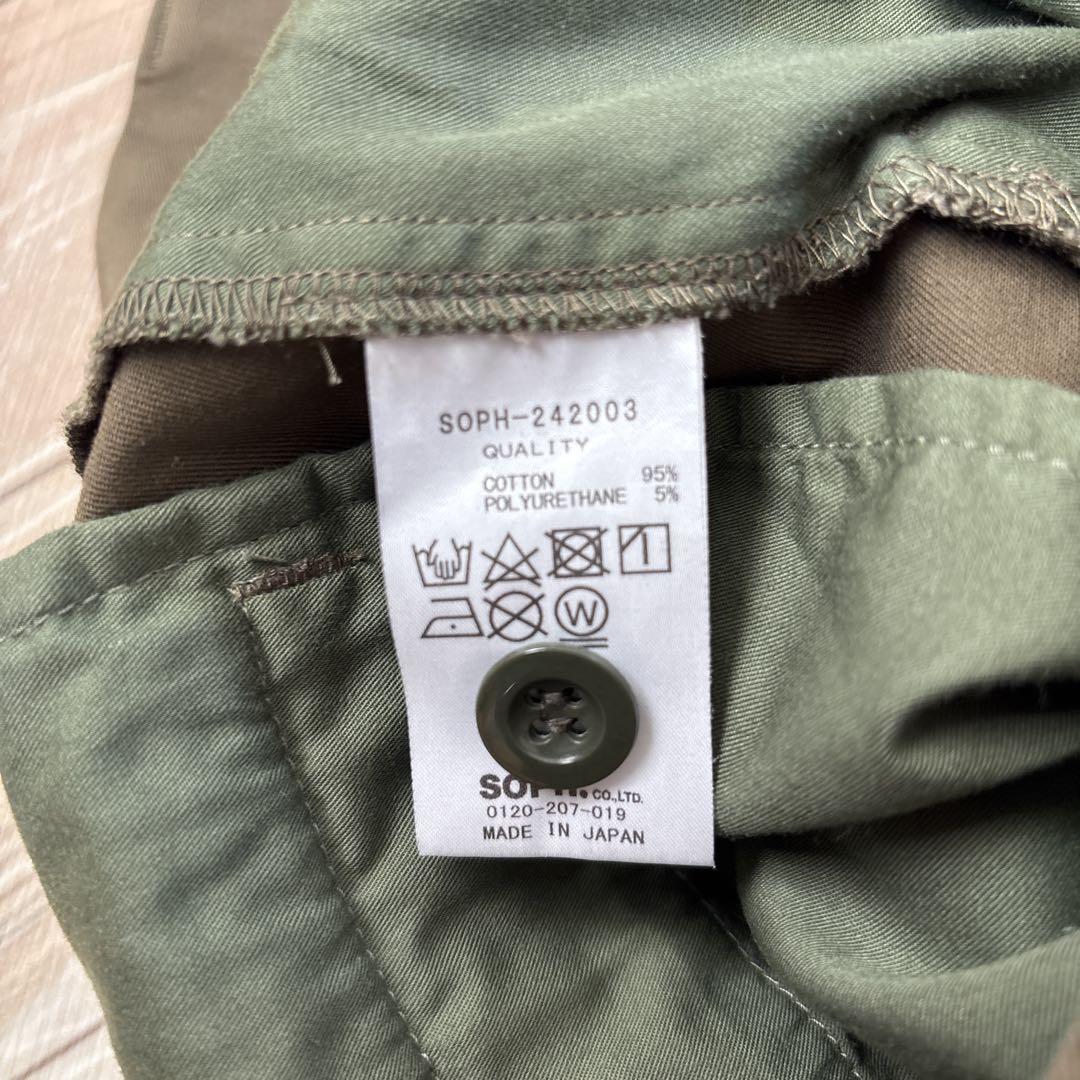 SOPH-242003
QUALITY
COTTON 95%
POLYURETHANE 5%
W
CO.,LTD.
0120-207-019
MADE IN JAPAN